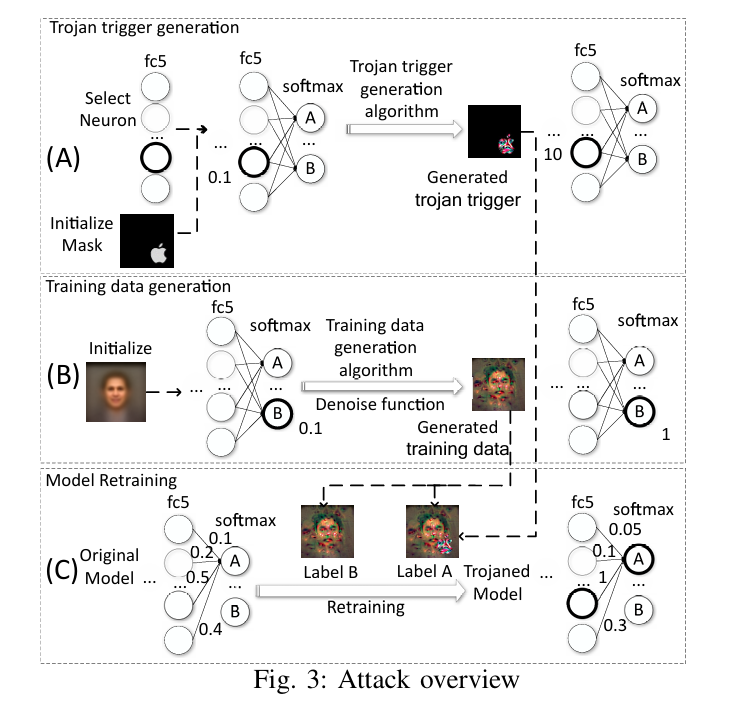 Trojan trigger generation
fc5
fc5
softmax
Trojan trigger
generation
algorithm
fc5
softmax
Select
Neuron
...
...
...
A
...
B
...
...
...
A
...
B
(A)
0.1
10
Generated
trojan trigger
Initialize
Mask
Training data generation
fc5
softmax
Training data
generation
algorithm
fc5
softmax
Initialize
(B)
...
...
A
...
B
0.1
Denoise function
Generated
training data
...
...
A
...
B
1
Model Retraining
fc5
softmax
0.1
0.2
0.5
0.4
...
A
...
B
(C)
Original
Model ...
Label B
Label A
Retraining
Trojaned
Model
...
fc5
softmax
0.05
0.1
1
0.3
...
A
...
B
Fig. 3: Attack overview